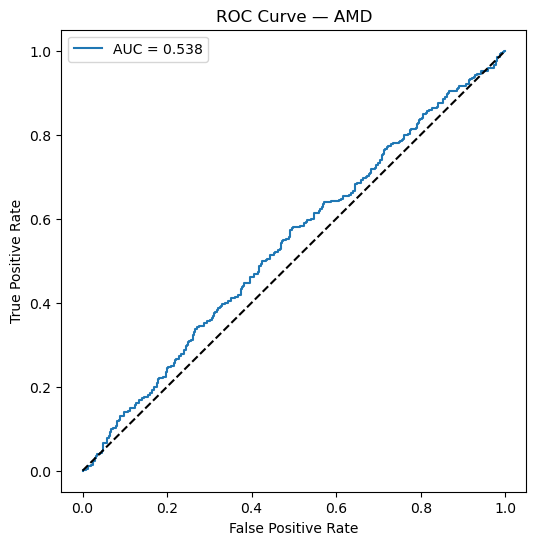 ROC Curve — AMD
AUC = 0.538
True Positive Rate
1.0
0.8
0.6
0.4
0.2
0.0
0.0 0.2 0.4 0.6 0.8 1.0
False Positive Rate